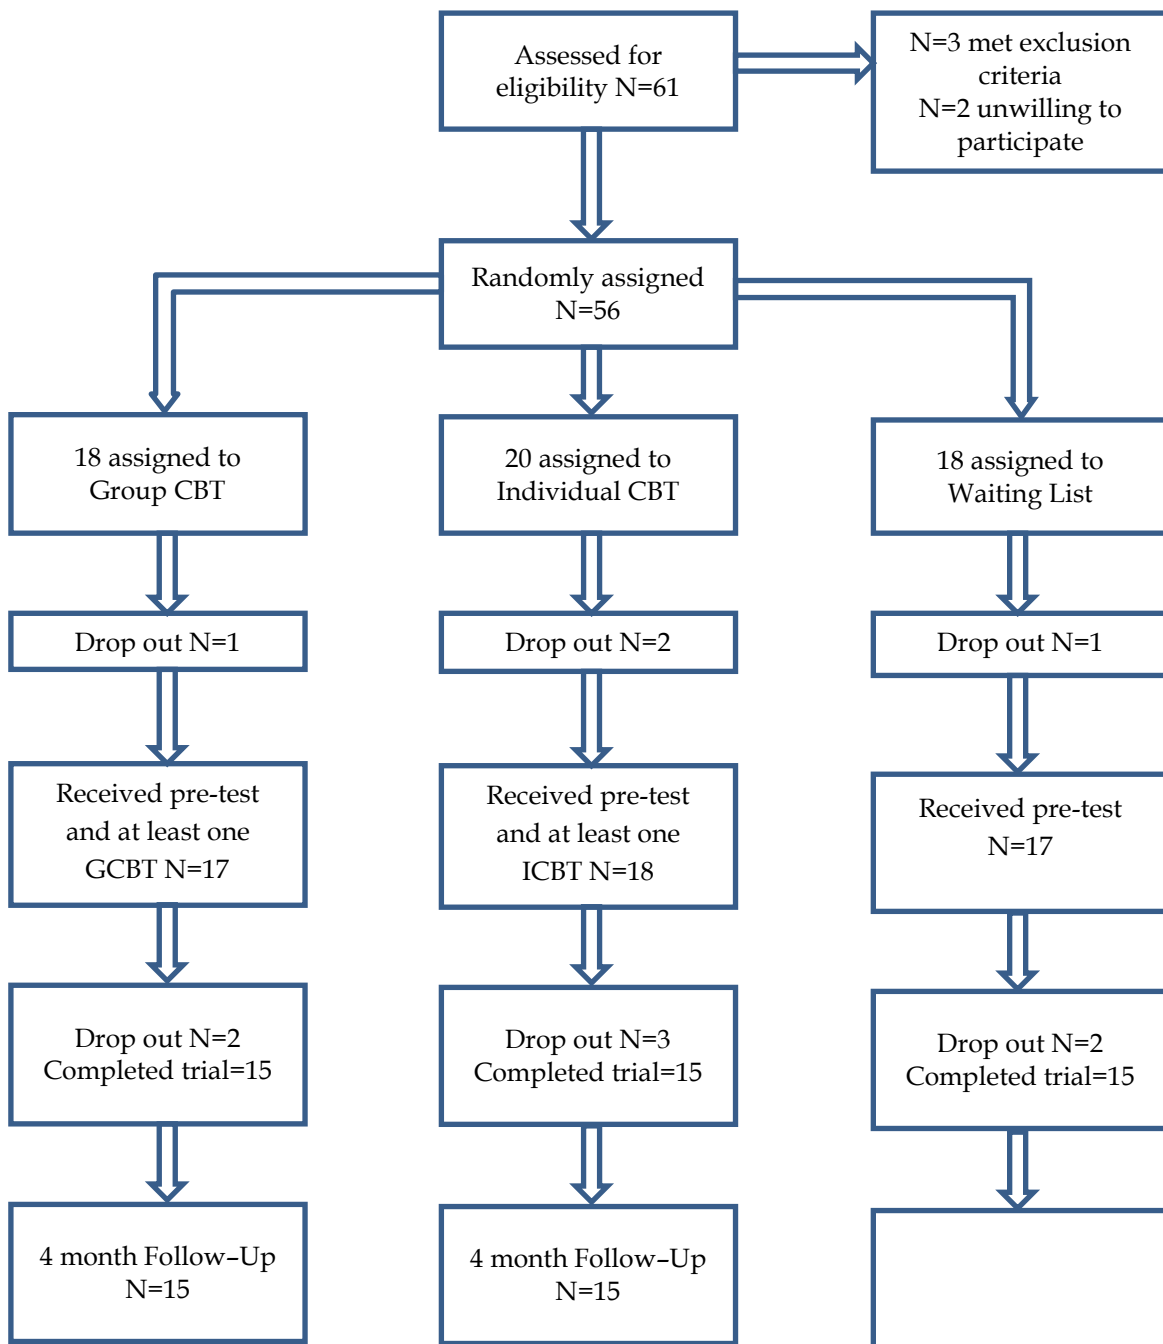 Assessed for
eligibility N=61
N=3 met exclusion
criteria
N=2 unwilling to
participate
Randomly assigned
N=56
18 assigned to
Group CBT
20 assigned to
Individual CBT
18 assigned to
Waiting List
Drop out N=1
Drop out N=2
Drop out N=1
Received pre-test
and at least one
GCBT N=17
Received pre-test
and at least one
ICBT N=18
Received pre-test
N=17
Drop out N=2
Completed trial=15
Drop out N=3
Completed trial=15
Drop out N=2
Completed trial=15
4 month Follow–Up
N=15
4 month Follow–Up
N=15